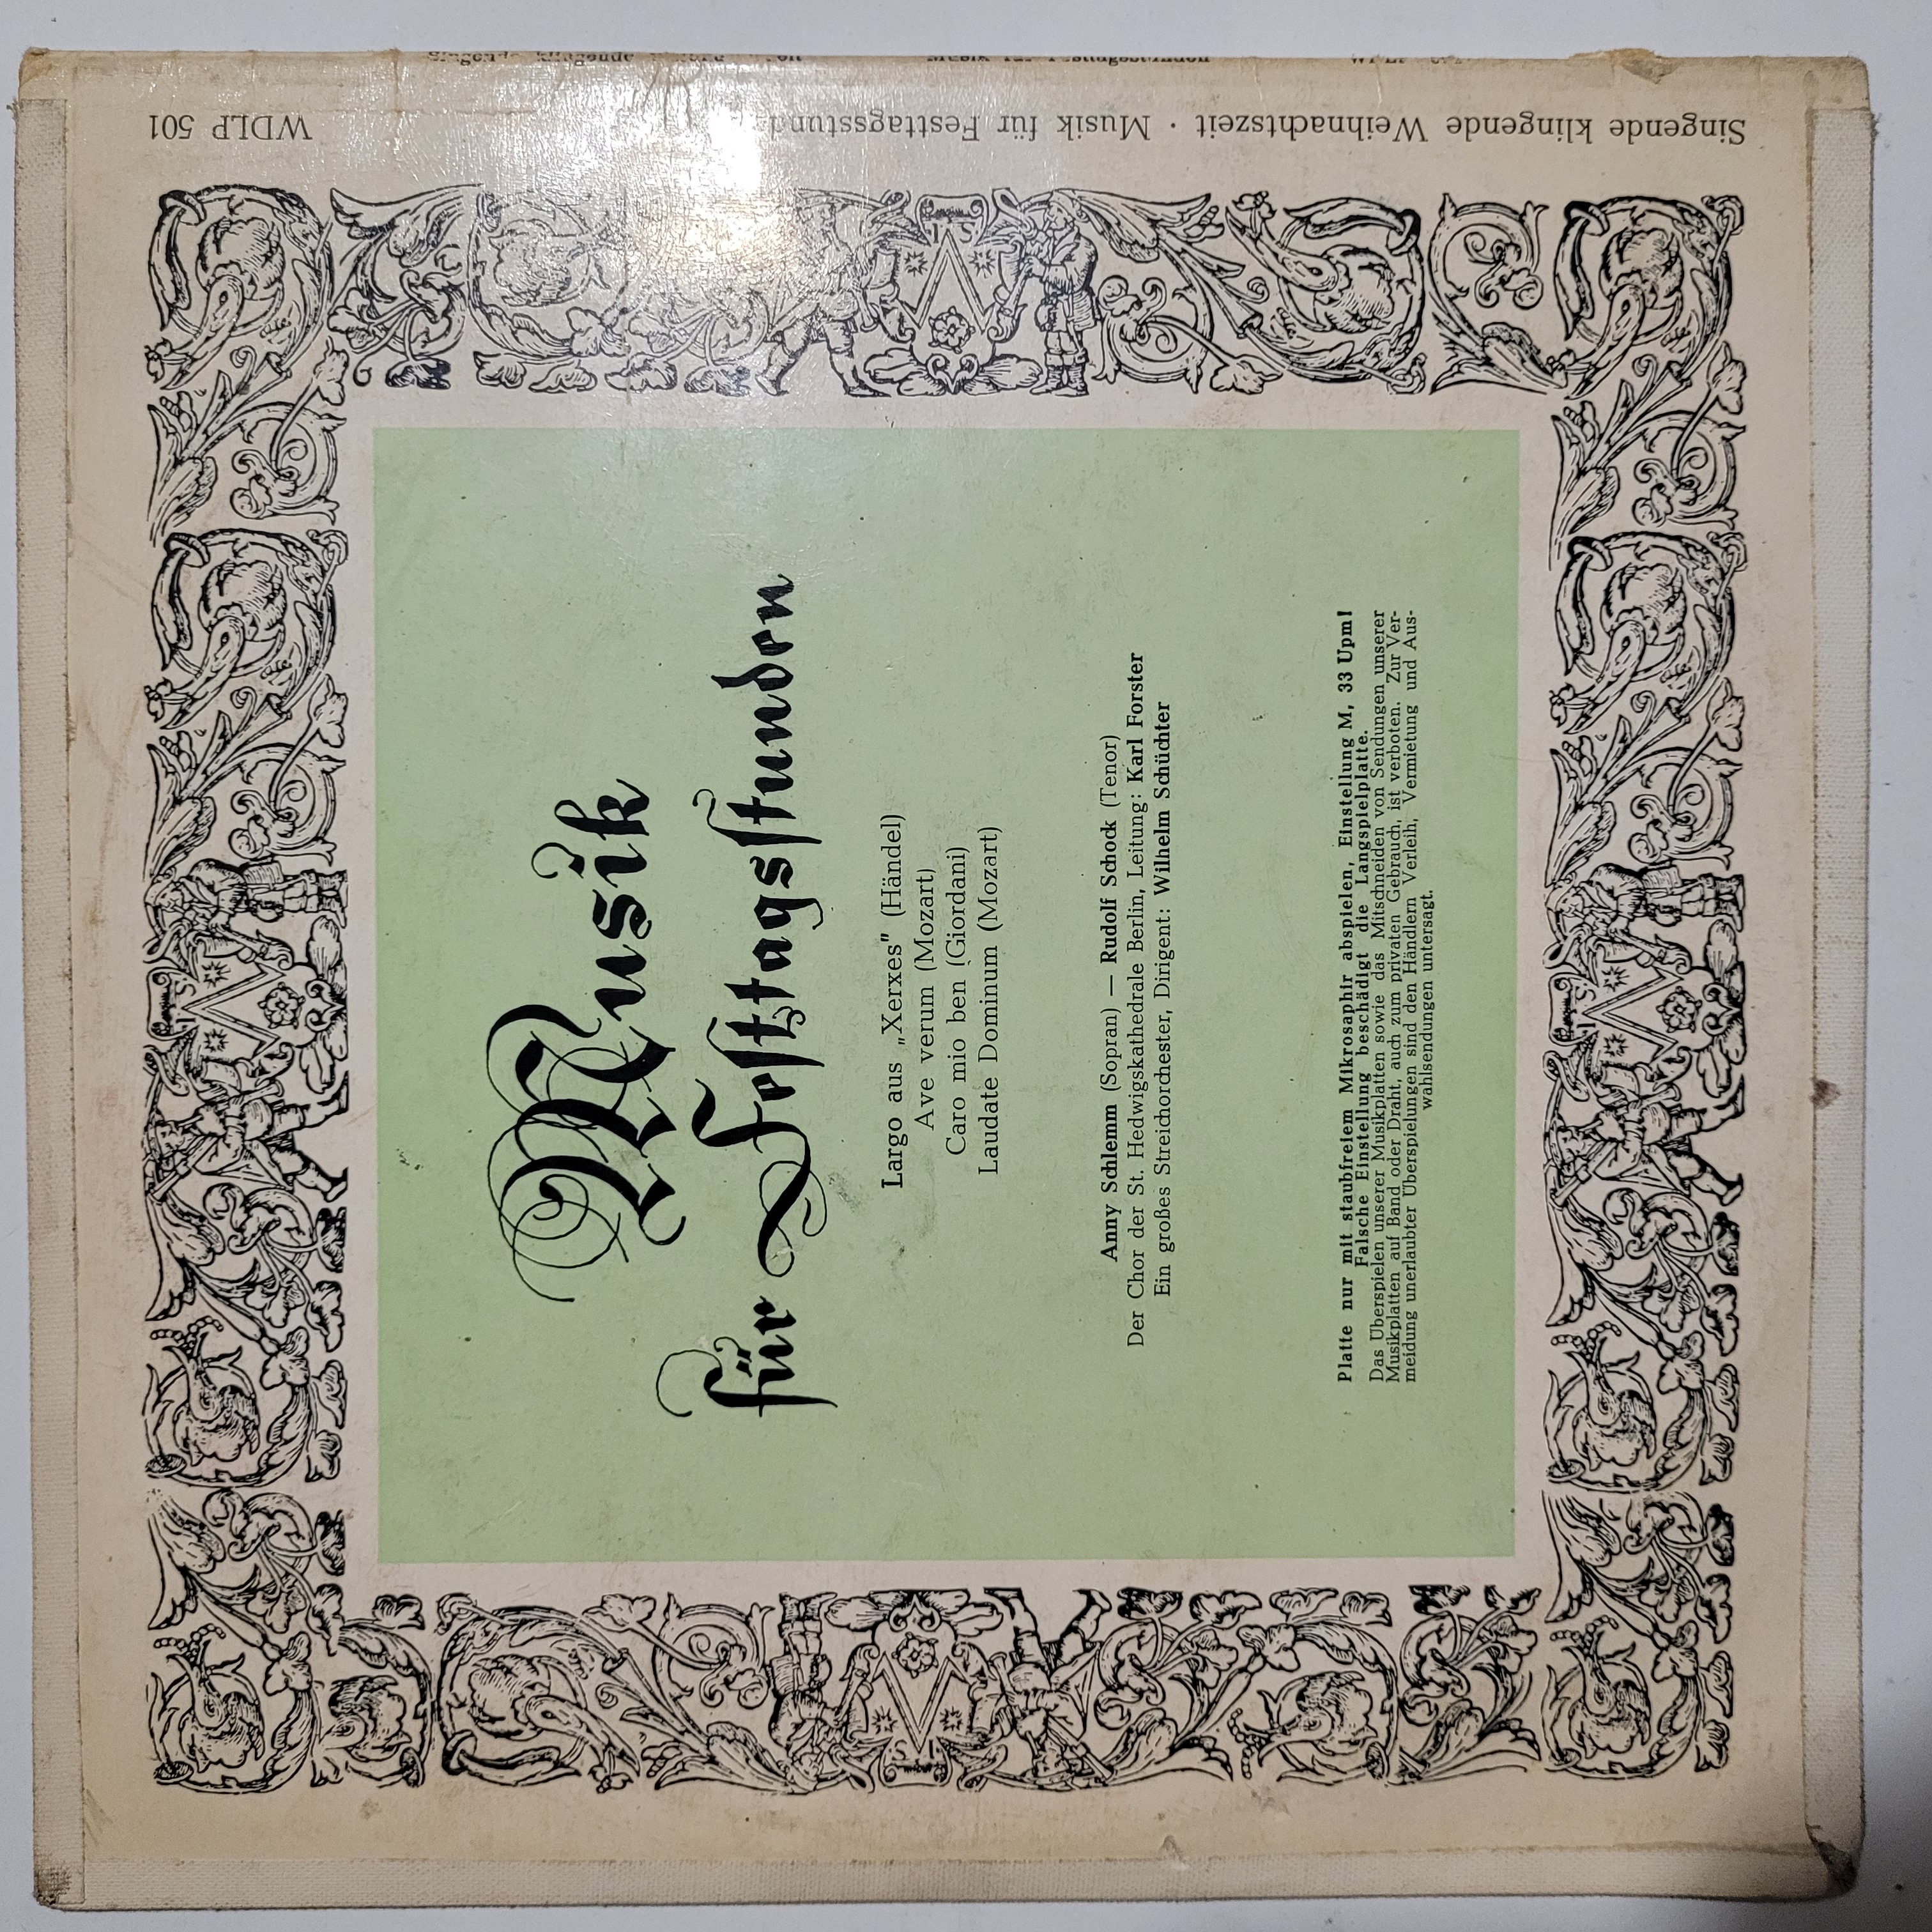 Singende klingende Weihnachtszeit · Musik für Festtagsstunden WDLP 501
Musik
für Festtagsstunden
Largo aus „Xerxes" (Händel)
Ave verum (Mozart)
Caro mio ben (Giordani)
Laudate Dominum (Mozart)
Anny Schlemm (Sopran) — Rudolf Schock (Tenor)
Der Chor der St. Hedwigskathedrale Berlin, Leitung: Karl Forster
Ein großes Streichorchester, Dirigent: Wilhelm Schüchter
Platte nur mit staubfreiem Mikrosaphir abspielen, Einstellung M, 33 Upm!
Falsche Einstellung beschädigt die Langspielplatte.
Das Überspielen unserer Musikplatten sowie das Mitschneiden von Sendungen unserer
Musikplatten auf Band oder Draht, auch zum privaten Gebrauch, ist verboten. Zur Ver-
meidung unerlaubter Überspielungen sind den Händlern Verleih, Vermietung und Aus-
wahlsendungen untersagt.